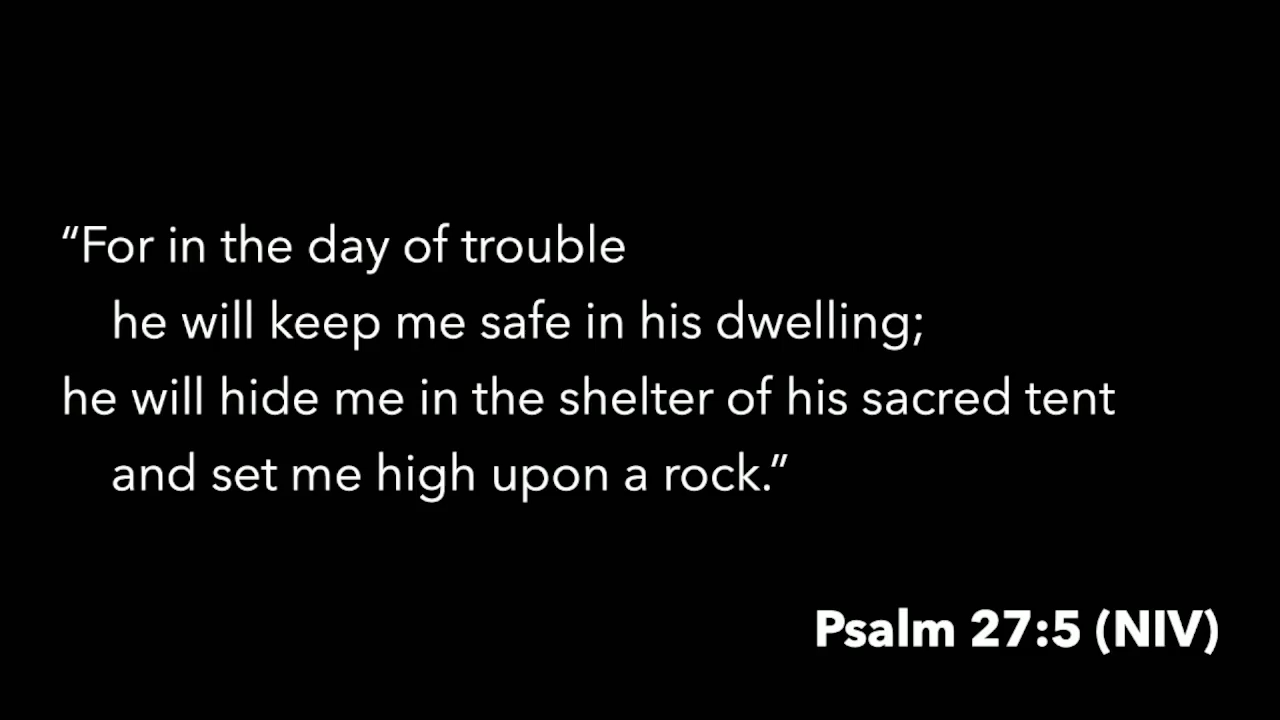 “For in the day of trouble
he will keep me safe in his dwelling;
he will hide me in the shelter of his sacred tent
and set me high upon a rock.”
Psalm 27:5 (NIV)